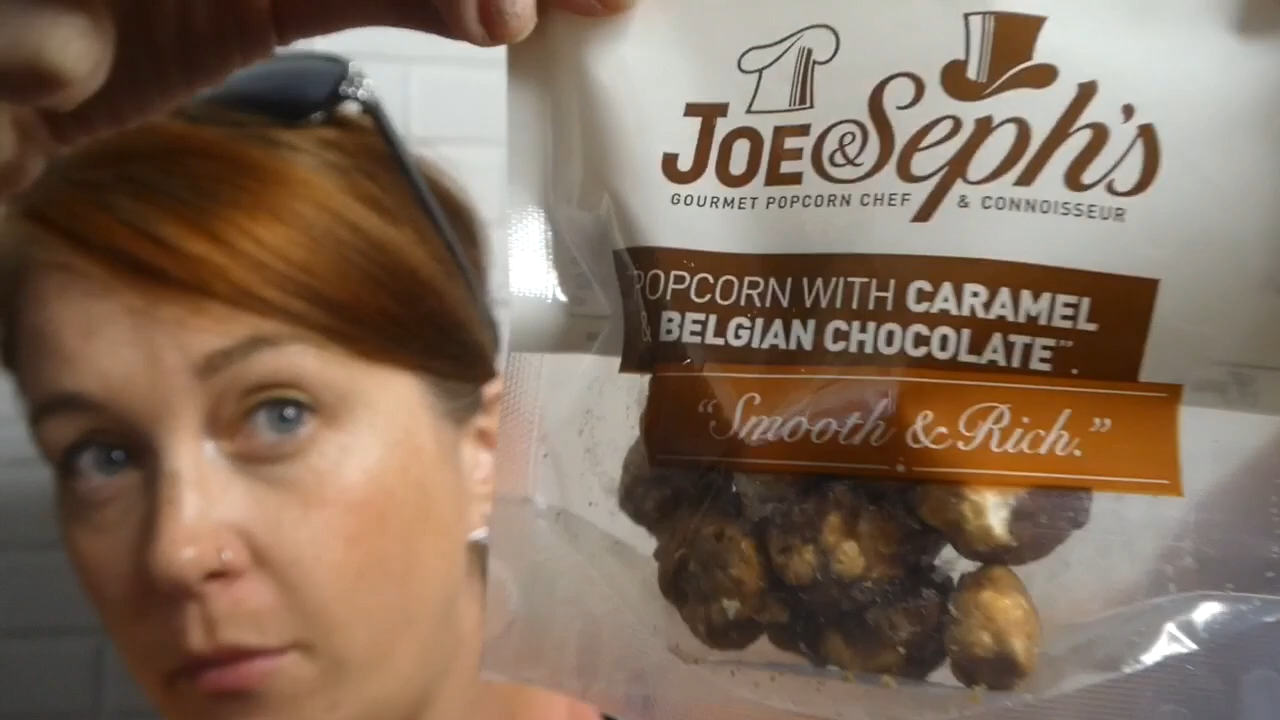 JOE & Seph's
GOURMET POPCORN CHEF & CONNOISSEUR
POPCORN WITH CARAMEL
& BELGIAN CHOCOLATE™.
“Smooth & Rich.”